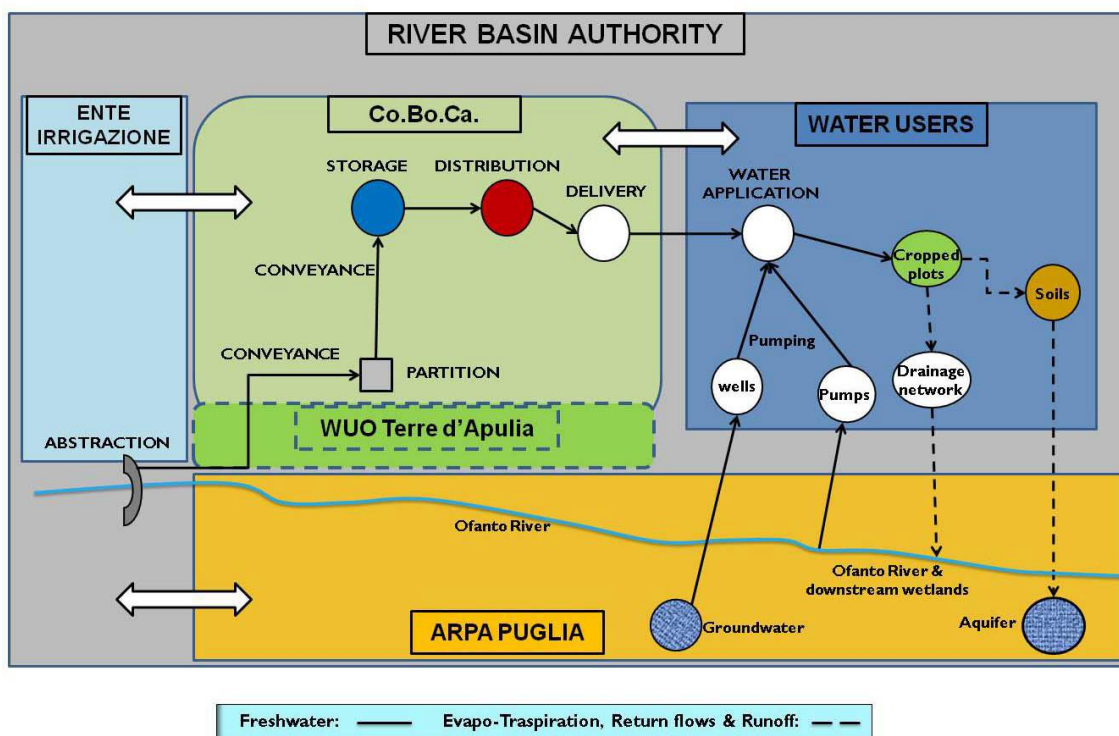 RIVER BASIN AUTHORITY
ENTE
IRRIGAZIONE
Co.Bo.Ca.
WATER USERS
STORAGE
DISTRIBUTION
DELIVERY
WATER
APPLICATION
CONVEYANCE
Cropped
plots
Soils
CONVEYANCE
PARTITION
Pumping
wells
Pumps
Drainage
network
WUO Terre d'Apulia
ABSTRACTION
Ofanto River
Ofanto River &
downstream wetlands
Groundwater
Aquifer
ARPA PUGLIA
Freshwater:
Evapo-Traspiration, Return flows & Runoff: